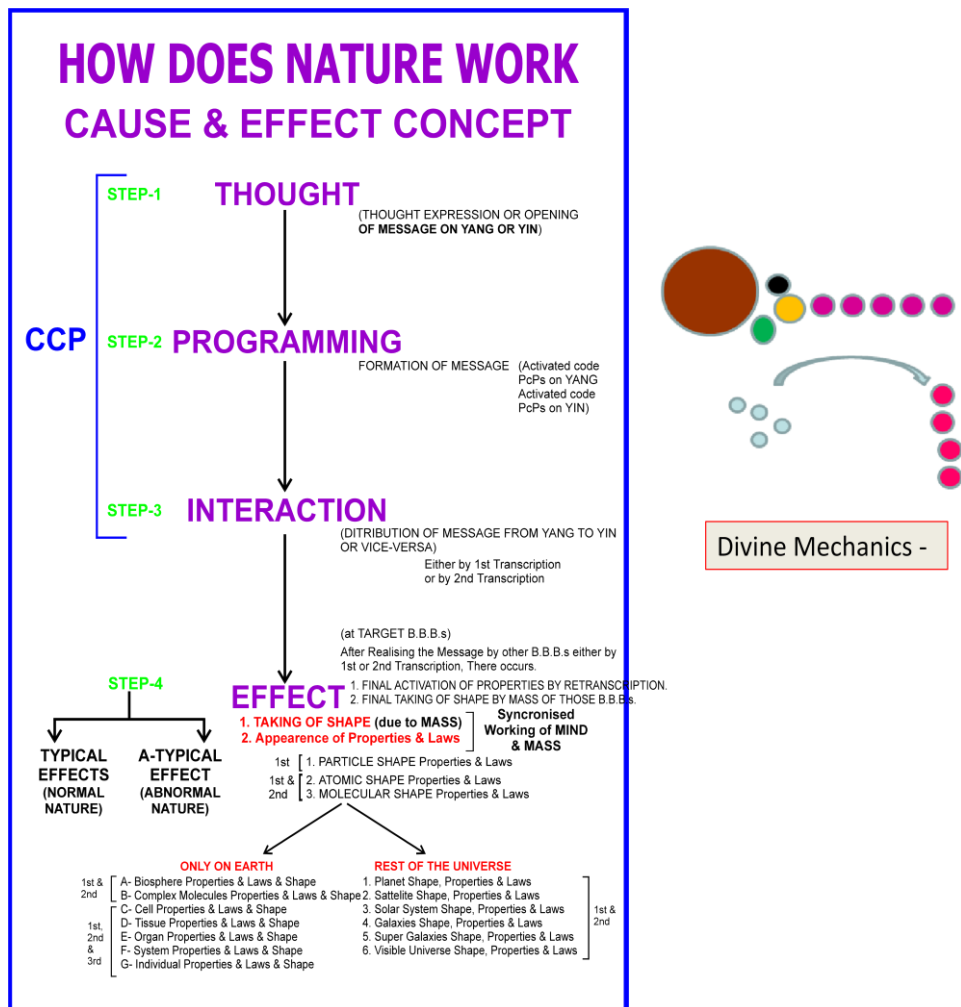 HOW DOES NATURE WORK
CAUSE & EFFECT CONCEPT
CCP
STEP-1
THOUGHT
(THOUGHT EXPRESSION OR OPENING
OF MESSAGE ON YANG OR YIN)
STEP-2
PROGRAMMING
FORMATION OF MESSAGE
(Activated code
PcPs on YANG
Activated code
PcPs on YIN)
STEP-3
INTERACTION
(DITRIBUTION OF MESSAGE FROM YANG TO YIN
OR VICE-VERSA)
Either by 1st Transcription
or by 2nd Transcription
(at TARGET B.B.B.s)
After Realising the Message by other B.B.B.s either by
1st or 2nd Transcription, There occurs.
STEP-4
EFFECT
1. FINAL ACTIVATION OF PROPERTIES BY RETRANSCRIPTION.
2. FINAL TAKING OF SHAPE BY MASS OF THOSE B.B.B.s.
1. TAKING OF SHAPE (due to MASS)
2. Appearence of Properties & Laws
Syncronised
Working of MIND
& MASS
TYPICAL
EFFECTS
(NORMAL
NATURE)
A-TYPICAL
EFFECT
(ABNORMAL
NATURE)
1st
1. PARTICLE SHAPE Properties & Laws
1st &
2nd
2. ATOMIC SHAPE Properties & Laws
3. MOLECULAR SHAPE Properties & Laws
ONLY ON EARTH
1st &
2nd
A- Biosphere Properties & Laws & Shape
B- Complex Molecules Properties & Laws & Shape
1st,
2nd
&
3rd
C- Cell Properties & Laws & Shape
D- Tissue Properties & Laws & Shape
E- Organ Properties & Laws & Shape
F- System Properties & Laws & Shape
G- Individual Properties & Laws & Shape
REST OF THE UNIVERSE
1. Planet Shape, Properties & Laws
2. Sattelite Shape, Properties & Laws
3. Solar System Shape, Properties & Laws
4. Galaxies Shape, Properties & Laws
5. Super Galaxies Shape, Properties & Laws
6. Visible Universe Shape, Properties & Laws
1st &
2nd
Divine Mechanics -